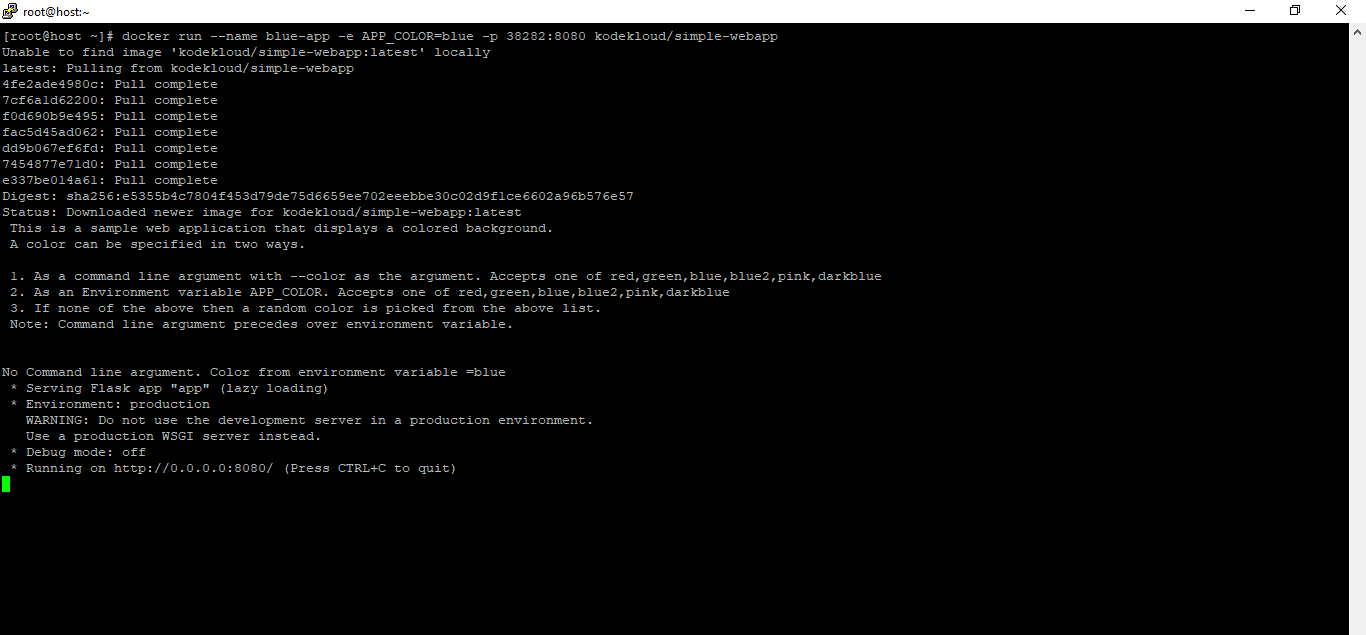 root@host:~
[root@host ~]# docker run --name blue-app -e APP_COLOR=blue -p 38282:8080 kodekloud/simple-webapp
Unable to find image 'kodekloud/simple-webapp:latest' locally
latest: Pulling from kodekloud/simple-webapp
4fe2ade4980c: Pull complete
7cf6a1d62200: Pull complete
f0d690b9e495: Pull complete
fac5d45ad062: Pull complete
dd9b067ef6fd: Pull complete
7454877e71d0: Pull complete
e337be014a61: Pull complete
Digest: sha256:e5355b4c7804f453d79de75d6659ee702eeebbe30c02d9f1ce6602a96b576e57
Status: Downloaded newer image for kodekloud/simple-webapp:latest
This is a sample web application that displays a colored background.
A color can be specified in two ways.
1. As a command line argument with --color as the argument. Accepts one of red,green,blue,blue2,pink,darkblue
2. As an Environment variable APP_COLOR. Accepts one of red,green,blue,blue2,pink,darkblue
3. If none of the above then a random color is picked from the above list.
Note: Command line argument precedes over environment variable.
No Command line argument. Color from environment variable =blue
* Serving Flask app "app" (lazy loading)
* Environment: production
WARNING: Do not use the development server in a production environment.
Use a production WSGI server instead.
* Debug mode: off
* Running on http://0.0.0.0:8080/ (Press CTRL+C to quit)